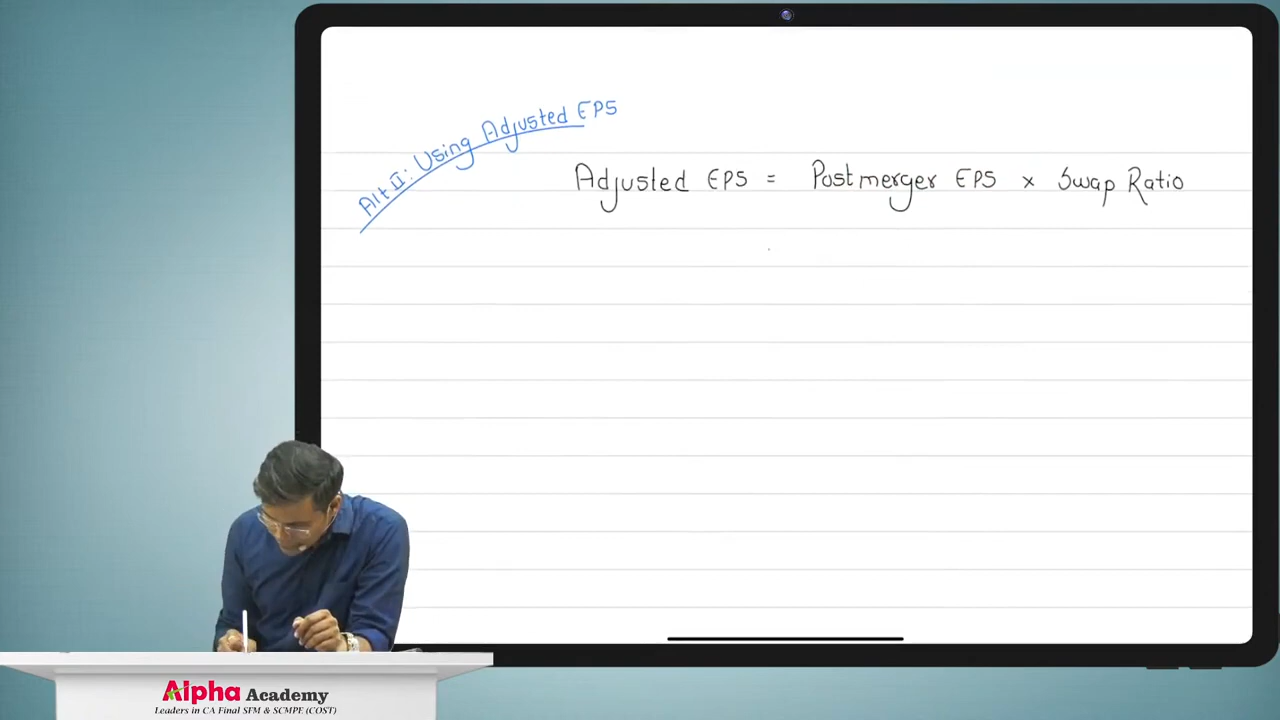 Alt II: Using Adjusted EPS
Adjusted EPS = Postmerger EPS x Swap Ratio
Alpha Academy
Leaders in CA Final SFM & SCMPE (COST)